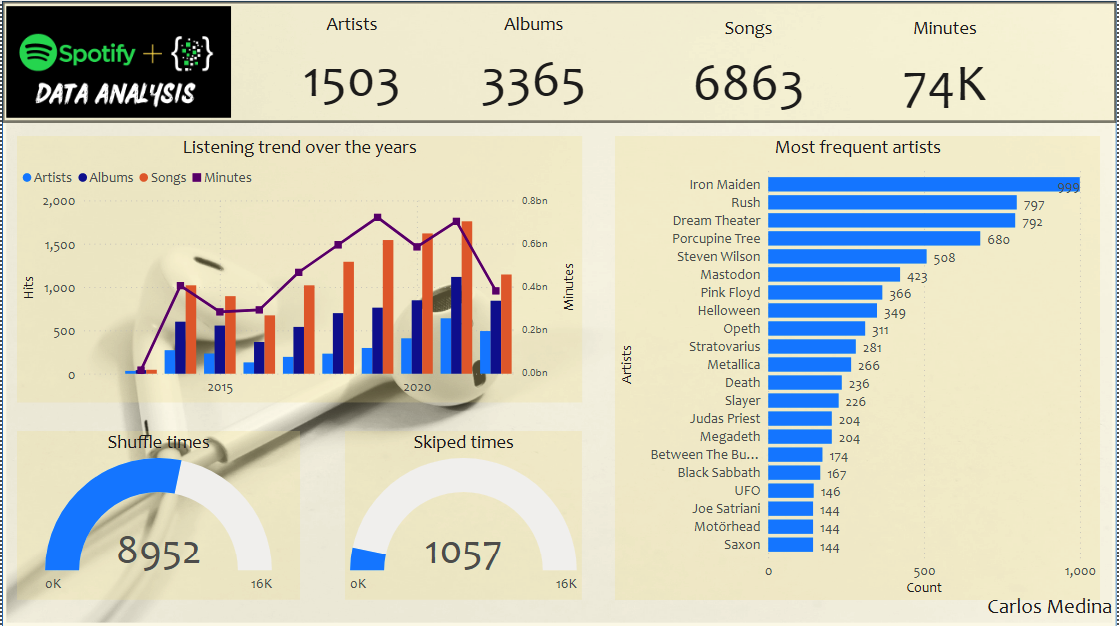 Spotify + {}
DATA ANALYSIS
Artists
1503
Albums
3365
Songs
6863
Minutes
74K
Listening trend over the years
Artists Albums Songs Minutes
Hits
2,000
1,500
1,000
500
0
2015 2020
0.8bn
0.6bn
0.4bn
0.2bn
0.0bn
Minutes
Shuffle times
8952
0K 16K
Skiped times
1057
0K 16K
Most frequent artists
Artists
Iron Maiden 999
Rush 797
Dream Theater 792
Porcupine Tree 680
Steven Wilson 508
Mastodon 423
Pink Floyd 366
Helloween 349
Opeth 311
Stratovarius 281
Metallica 266
Death 236
Slayer 226
Judas Priest 204
Megadeth 204
Between The Bu... 174
Black Sabbath 167
UFO 146
Joe Satriani 144
Motörhead 144
Saxon 144
0 500 1,000
Count
Carlos Medina